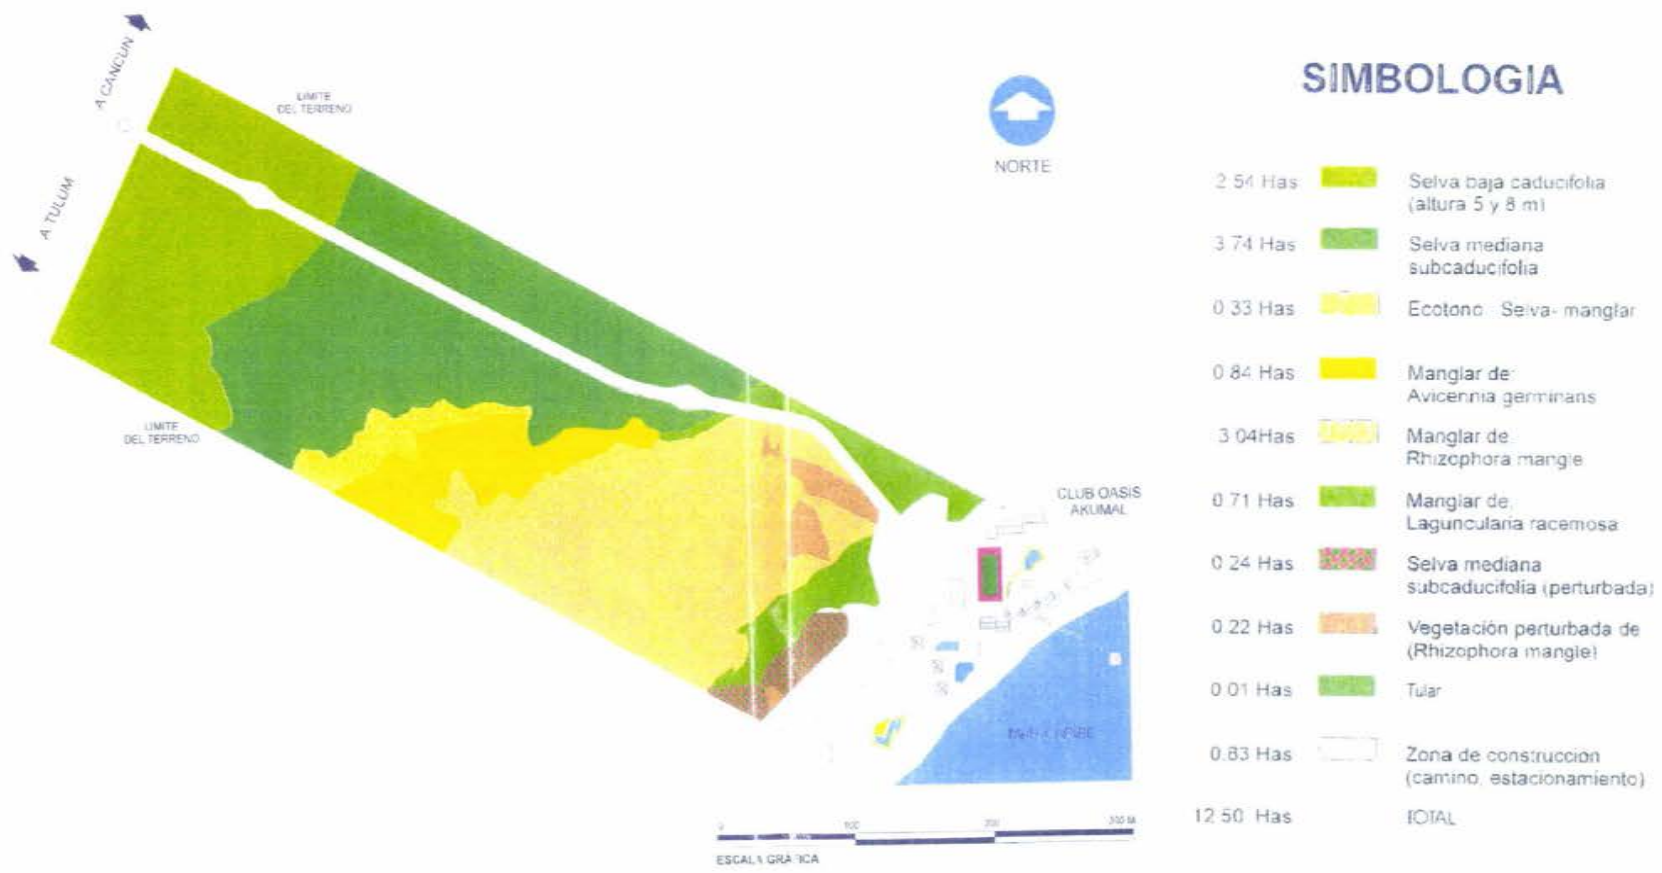 A CANCUN
LIMITE
DEL TERRENO
A TULUM
LIMITE
DEL TERRENO
NORTE
CLUB OASIS
AKUMAL
0 100 200 300 M
ESCALA GRAFICA
SIMBOLOGIA
2 54 Has Selva baja caducifolia
(altura 5 y 8 m)
3 74 Has Selva mediana
subcaducifolia
0 33 Has Ecotono Selva- manglar
0 84 Has Manglar de:
Avicennia germinans
3 04Has Manglar de.
Rhizophora mangle
0 71 Has Manglar de.
Laguncularia racemosa
0 24 Has Selva mediana
subcaducifolia (perturbada)
0 22 Has Vegetación perturbada de
(Rhizophora mangle)
0 01 Has Tular
0.83 Has Zona de construccion
(camino, estacionamiento)
12 50 Has TOTAL